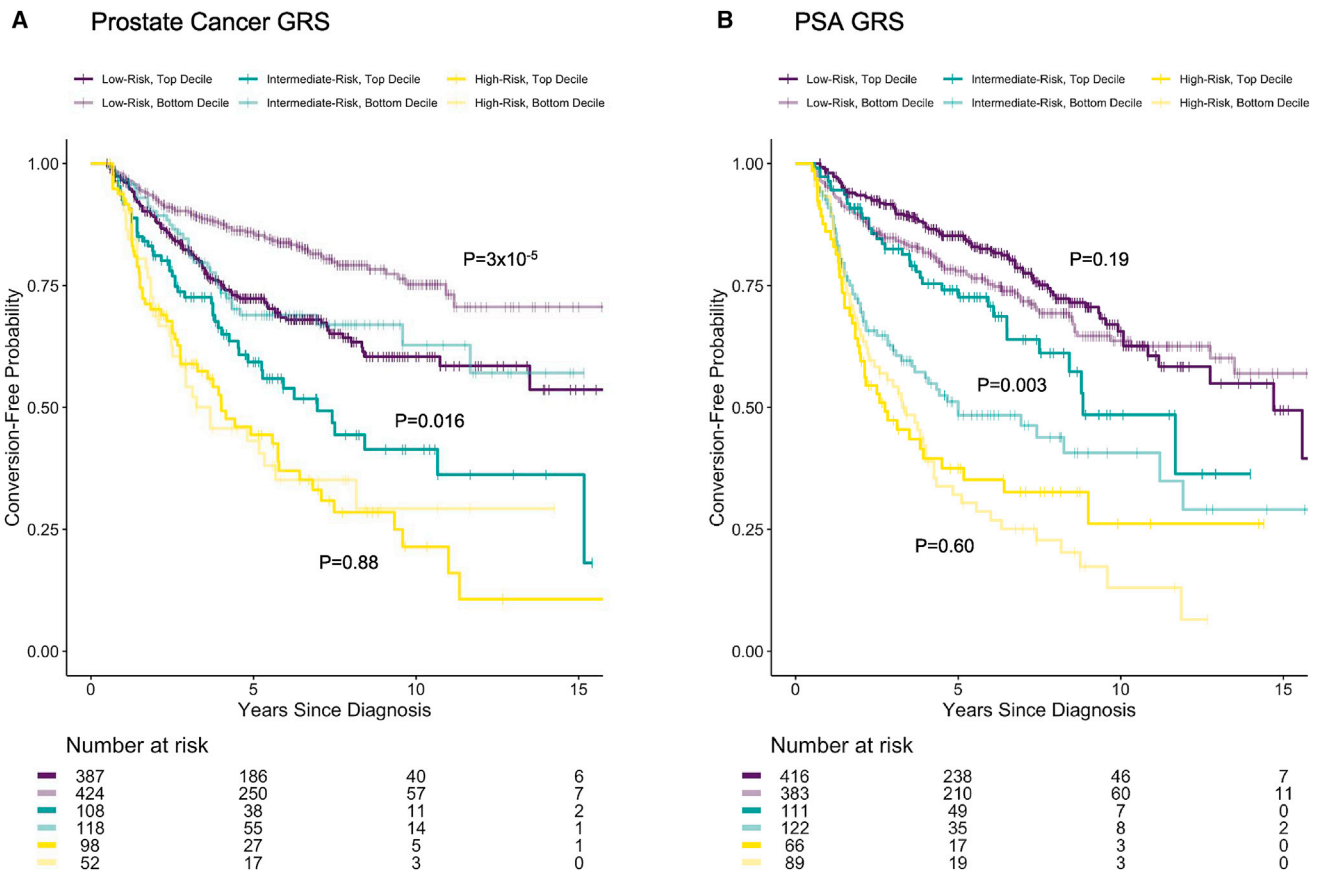 A Prostate Cancer GRS
Low-Risk, Top Decile Intermediate-Risk, Top Decile High-Risk, Top Decile
Low-Risk, Bottom Decile Intermediate-Risk, Bottom Decile High-Risk, Bottom Decile
Conversion-Free Probability
1.00
0.75
0.50
0.25
0.00
P=3x10⁻⁵
P=0.016
P=0.88
0 5 10 15
Years Since Diagnosis
Number at risk
387 186 40 6
424 250 57 7
108 38 11 2
118 55 14 1
98 27 5 1
52 17 3 0
B PSA GRS
Low-Risk, Top Decile Intermediate-Risk, Top Decile High-Risk, Top Decile
Low-Risk, Bottom Decile Intermediate-Risk, Bottom Decile High-Risk, Bottom Decile
Conversion-Free Probability
1.00
0.75
0.50
0.25
0.00
P=0.19
P=0.003
P=0.60
0 5 10 15
Years Since Diagnosis
Number at risk
416 238 46 7
383 210 60 11
111 49 7 0
122 35 8 2
66 17 3 0
89 19 3 0